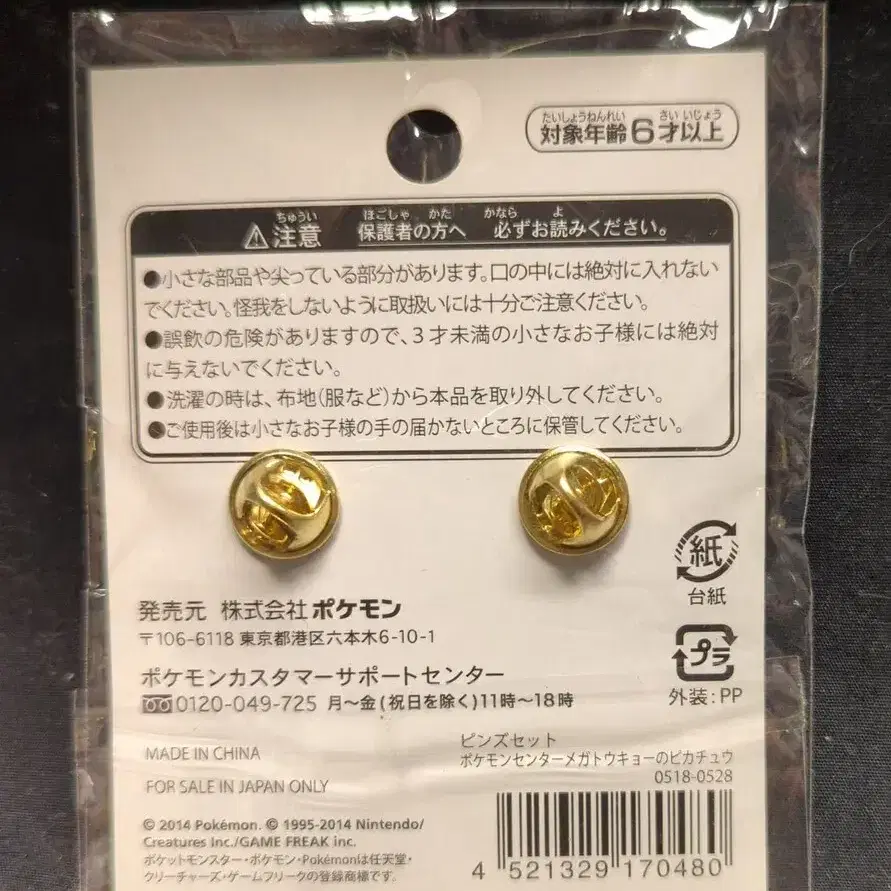 たいしょうねんれい さい いじょう
対象年齢6才以上
ちゅうい ほごしゃ かた かなら よ
⚠注意 保護者の方へ 必ずお読みください。
●小さな部品や尖っている部分があります。口の中には絶対に入れない
でください。怪我をしないように取扱いには十分ご注意ください。
●誤飲の危険がありますので、3才未満の小さなお子様には絶対
に与えないでください。
●洗濯の時は、布地(服など)から本品を取り外してください。
●ご使用後は小さなお子様の手の届かないところに保管してください。
紙
台紙
発売元 株式会社ポケモン
〒106-6118 東京都港区六本木6-10-1
プラ
外装:PP
ポケモンカスタマーサポートセンター
0120-049-725 月〜金(祝日を除く)11時〜18時
MADE IN CHINA
FOR SALE IN JAPAN ONLY
ピンズセット
ポケモンセンターメガトウキョーのピカチュウ
0518-0528
© 2014 Pokémon. © 1995-2014 Nintendo/
Creatures Inc./GAME FREAK inc.
ポケットモンスター・ポケモン・Pokémonは任天堂・
クリーチャーズ・ゲームフリークの登録商標です。
4 521329 170480